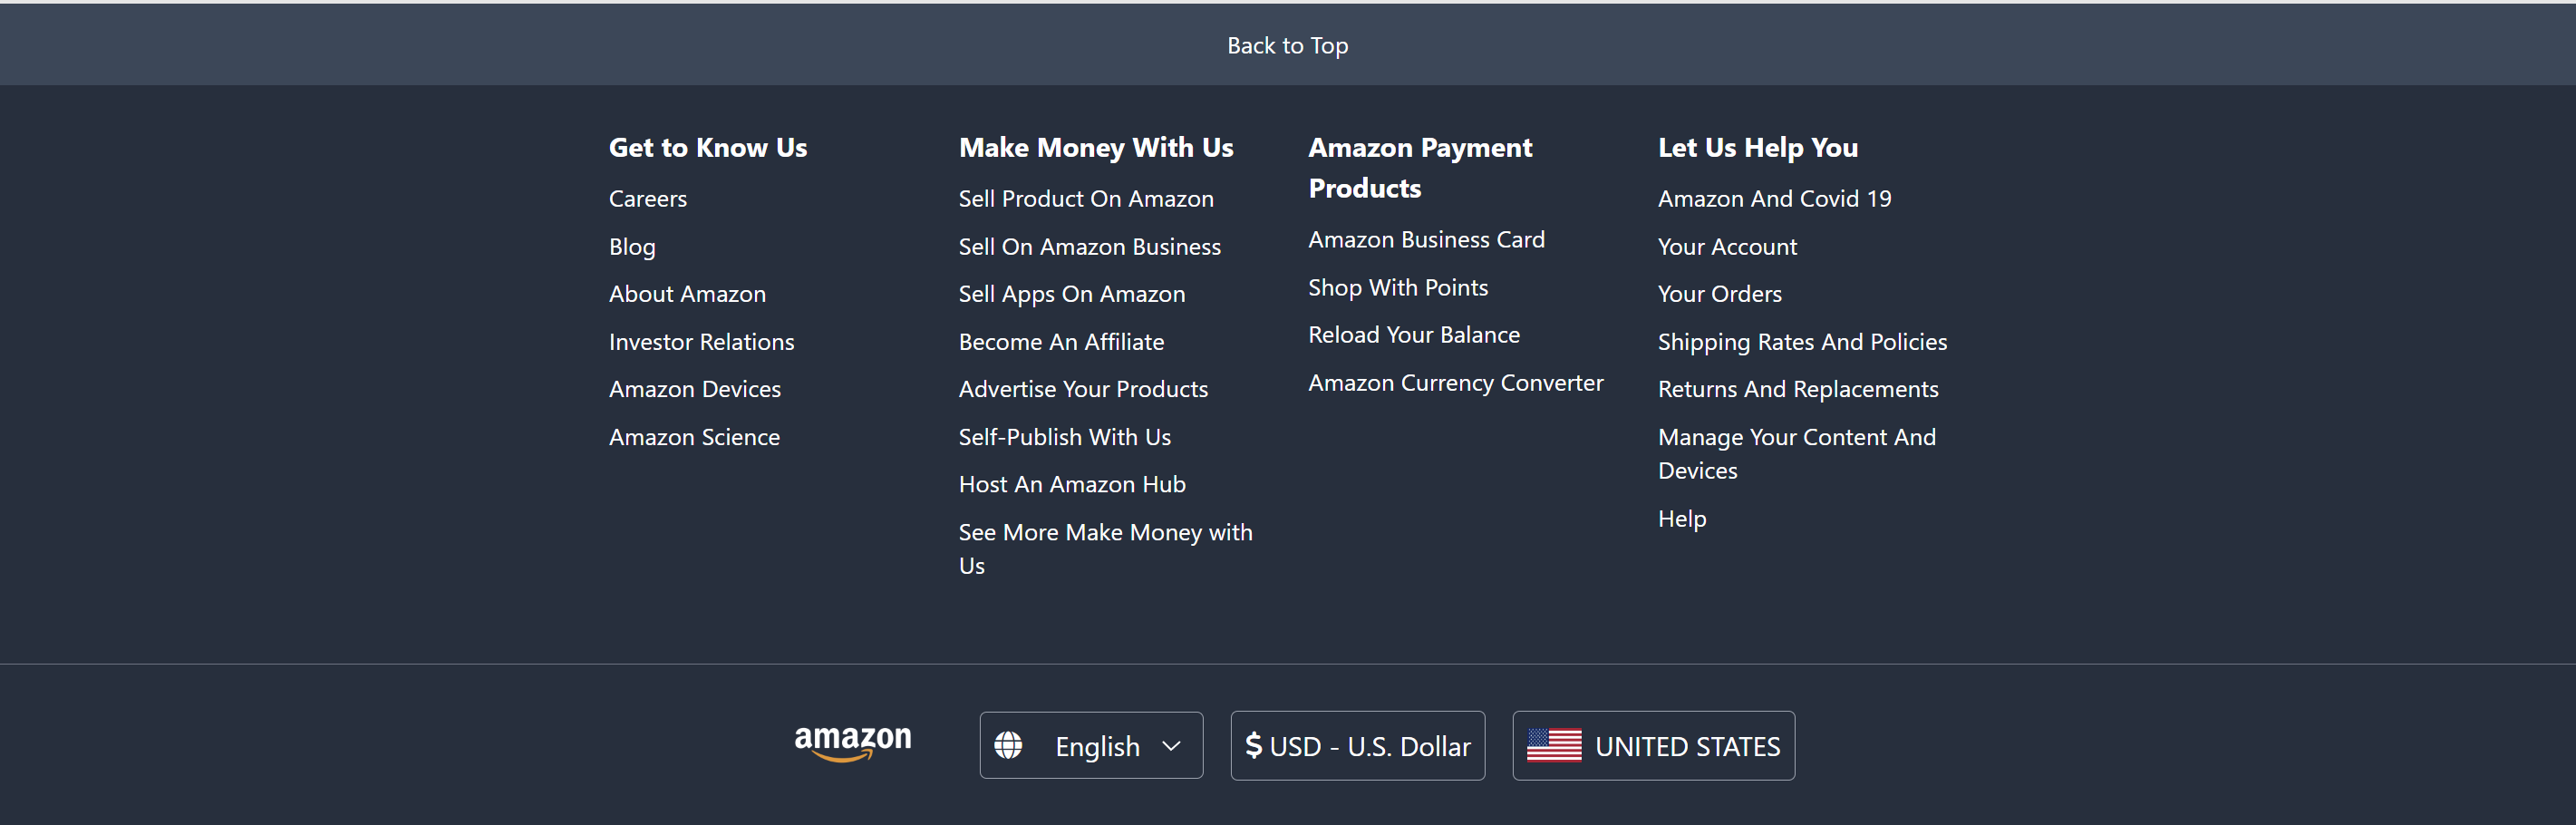 Back to Top
Get to Know Us
Careers
Blog
About Amazon
Investor Relations
Amazon Devices
Amazon Science
Make Money With Us
Sell Product On Amazon
Sell On Amazon Business
Sell Apps On Amazon
Become An Affiliate
Advertise Your Products
Self-Publish With Us
Host An Amazon Hub
See More Make Money with
Us
Amazon Payment
Products
Amazon Business Card
Shop With Points
Reload Your Balance
Amazon Currency Converter
Let Us Help You
Amazon And Covid 19
Your Account
Your Orders
Shipping Rates And Policies
Returns And Replacements
Manage Your Content And
Devices
Help
amazon
English
$ USD - U.S. Dollar
UNITED STATES